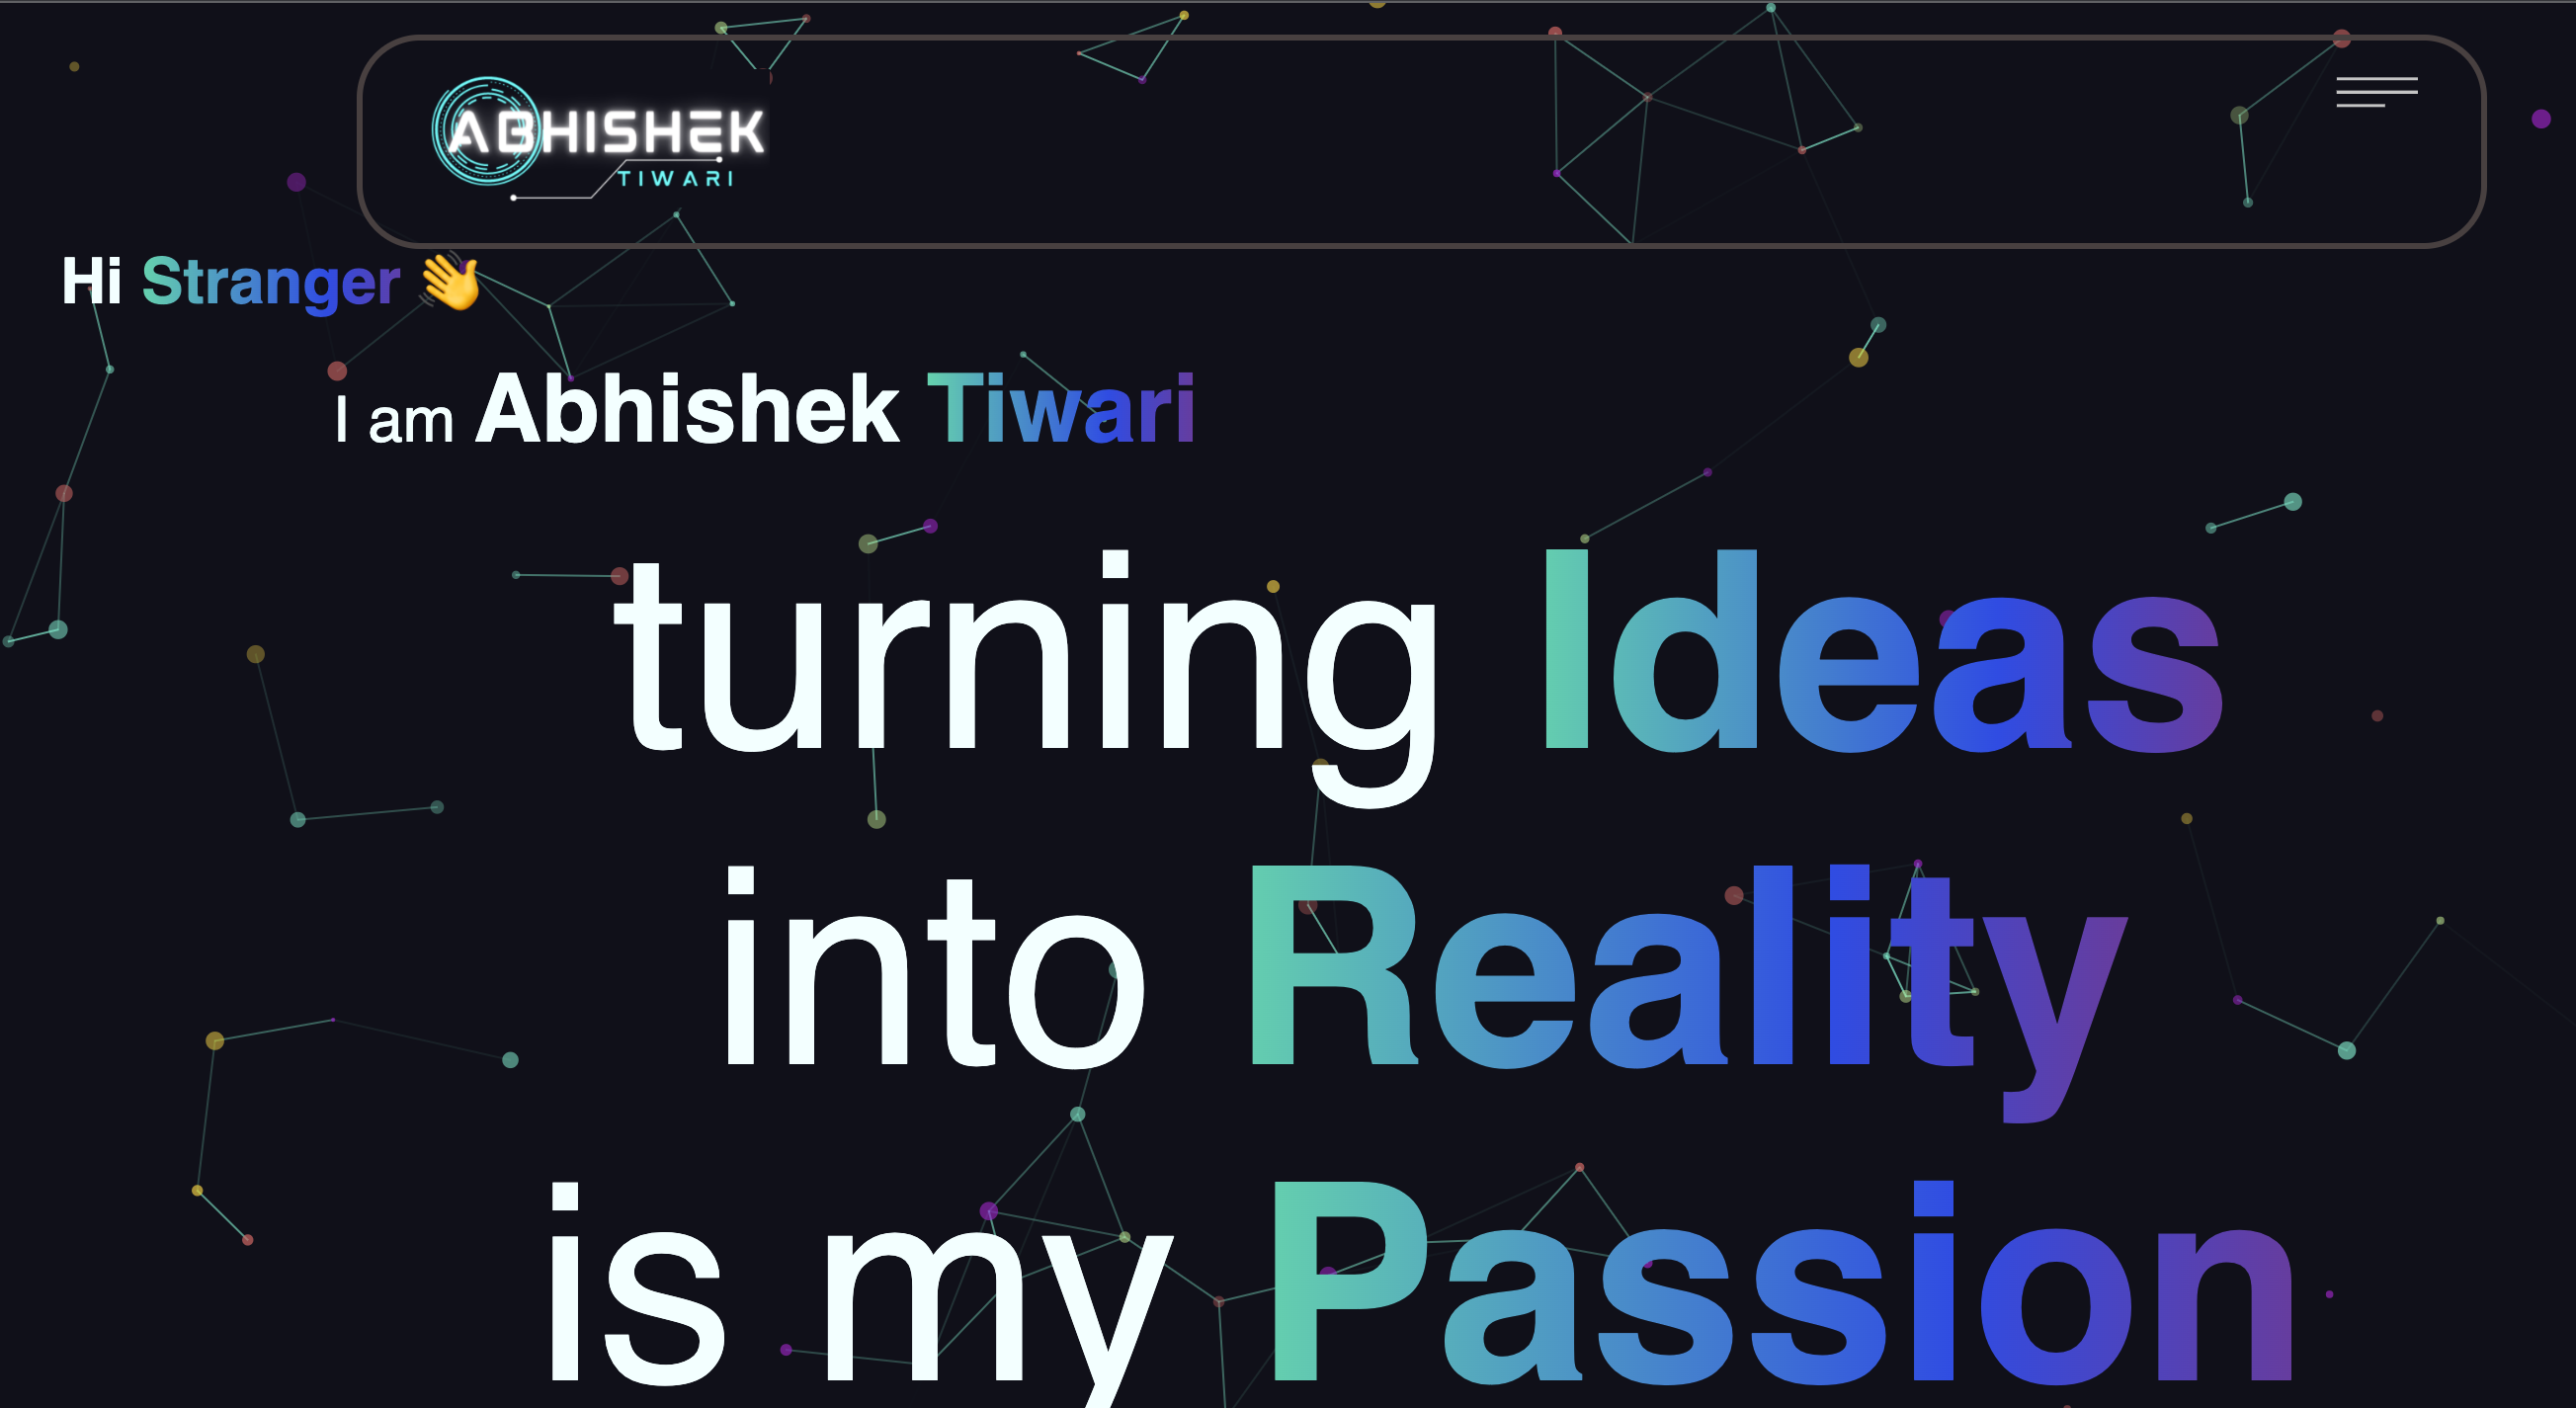 ABHISHEK
TIWARI
Hi Stranger 👋
I am Abhishek Tiwari
turning Ideas
into Reality
is my Passion